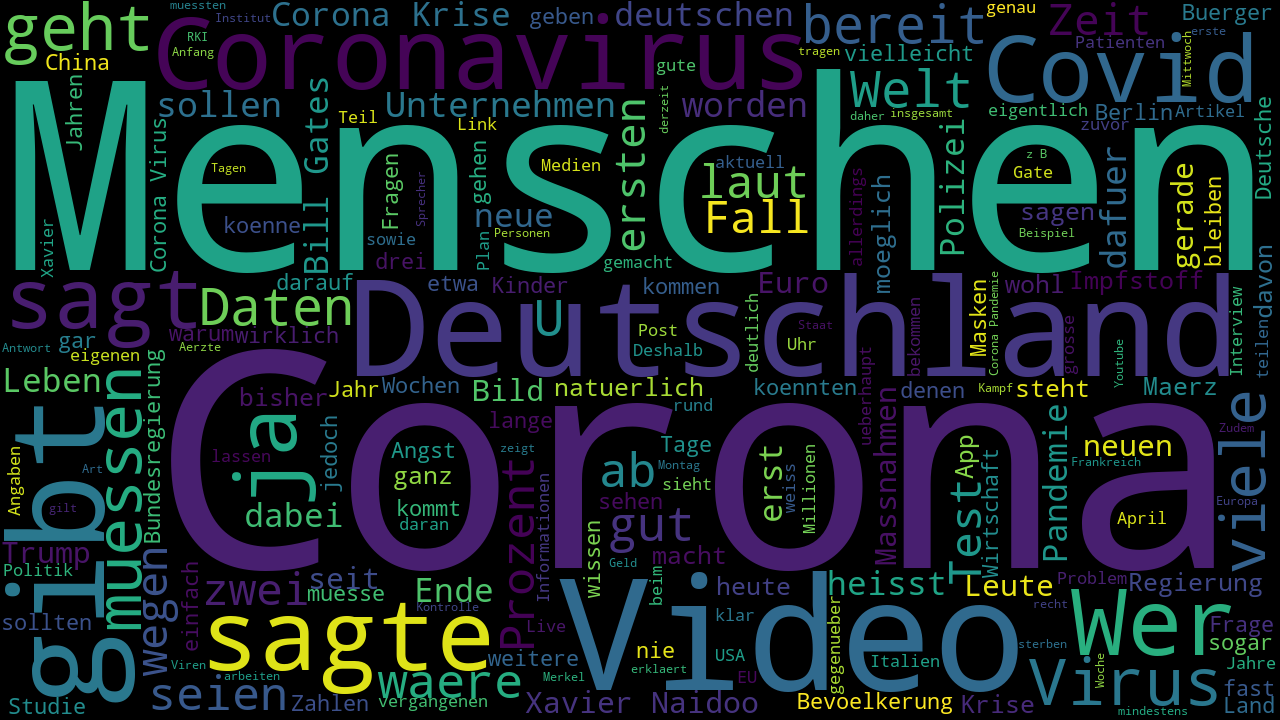 muessten
Institut
geht
Corona Krise
geben
deutschen
bereit
genau
Zeit
Buerger
RKI
Anfang
Coronavirus
tragen
vielleicht
Covid
Patienten
erste
Mittwoch
China
gute
Jahren
sollen
Bill Gates
Unternehmen
worden
Welt
eigentlich
Berlin
Artikel
Menschen
Teil
Link
ersten
derzeit
daher
insgesamt
zuvor
Deutsche
Corona Virus
Tagen
Fragen
Sprecher
gehen
Medien
aktuell
laut
Polizei
z B
Gate
dafuer
gerade
bleiben
Xavier
koenne
sowie
drei
Plan
neue
Personen
Fall
gemacht
allerdings
moeglich
sagen
Beispiel
sagt
Daten
darauf
etwa
Kinder
kommen
Euro
Masken
Corona Pandemie
wohl
Impfstoff
davon
Deutschland
U
Post
Deshalb
deutlich
Staat
Uhr
bekommen
grosse
Youtube
Interview
teilen
Antwort
gar
eigenen
warum
wirklich
Aerzte
Leben
Bundesregierung
Jahr
Wochen
Bild
natuerlich
koennten
denen
Kampf
steht
Maerz
bisher
lange
rund
ueberhaupt
Corona
gibt
muessen
ja
jedoch
Angst
ganz
zeigt
ab
Tage
Montag
sieht
erst
weiss
Millionen
Massnahmen
App
Test
Wirtschaft
Pandemie
neuen
Frankreich
viele
Zudem
Europa
Angaben
Art
gilt
lassen
dabei
kommt
daran
Prozent
Informationen
sehen
gut
wissen
April
Trump
Politik
wegen
einfach
zwei
seit
muesse
Ende
Kontrolle
Geld
macht
beim
heute
heisst
Leute
Problem
Regierung
sollten
sagte
Live
Video
klar
gegenueber
recht
Wer
Frage
sogar
Viren
arbeiten
waere
weitere
Merkel
nie
erklaert
USA
EU
Italien
sterben
Woche
Virus
Jahre
fast
Land
Studie
seien
Zahlen
vergangenen
Xavier Naidoo
Bevoelkerung
Krise
mindestens